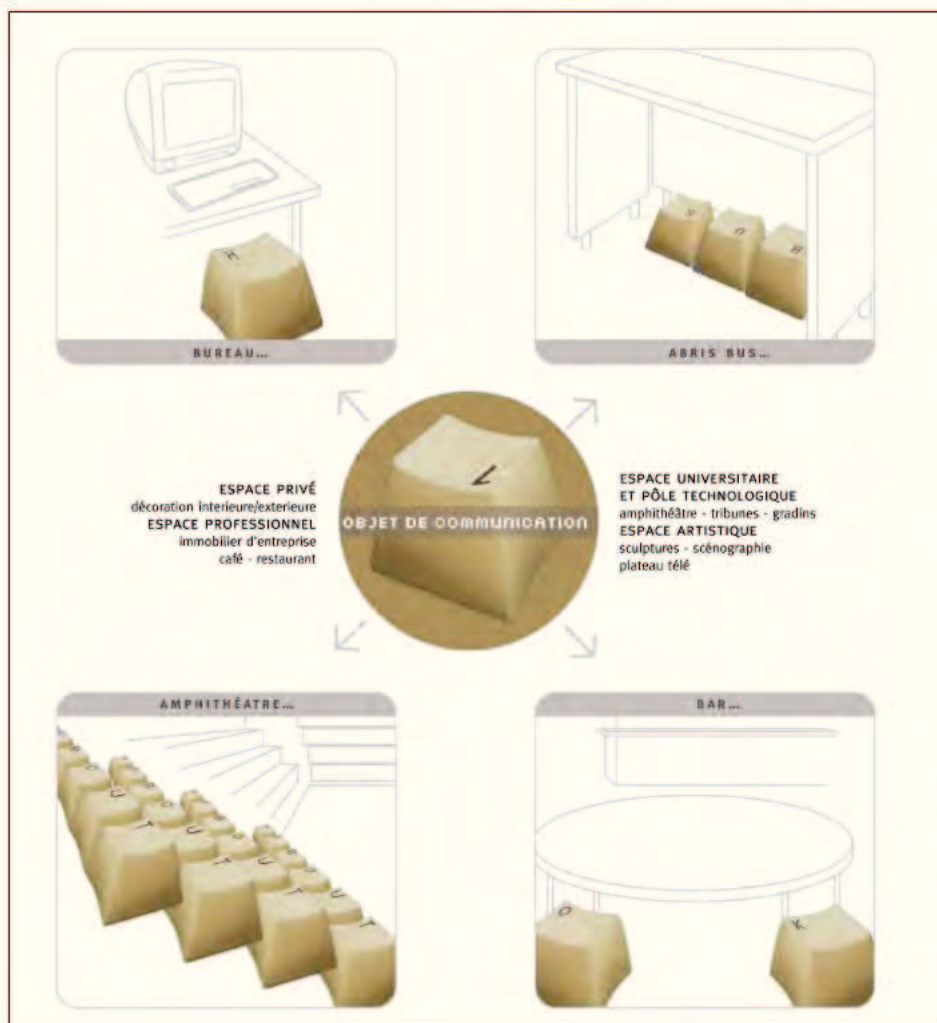 K
BUREAU...
S U B
ABRIS BUS...
ESPACE PRIVÉ
décoration interieure/exterieure
ESPACE PROFESSIONNEL
immobilier d'entreprise
café - restaurant
OBJET DE COMMUNICATION
ESPACE UNIVERSITAIRE
ET PÔLE TECHNOLOGIQUE
amphithéâtre - tribunes - gradins
ESPACE ARTISTIQUE
sculptures - scénographie
plateau télé
AMPHITHÉATRE...
U
T
U
T
U
T
U
T
BAR...
O
K